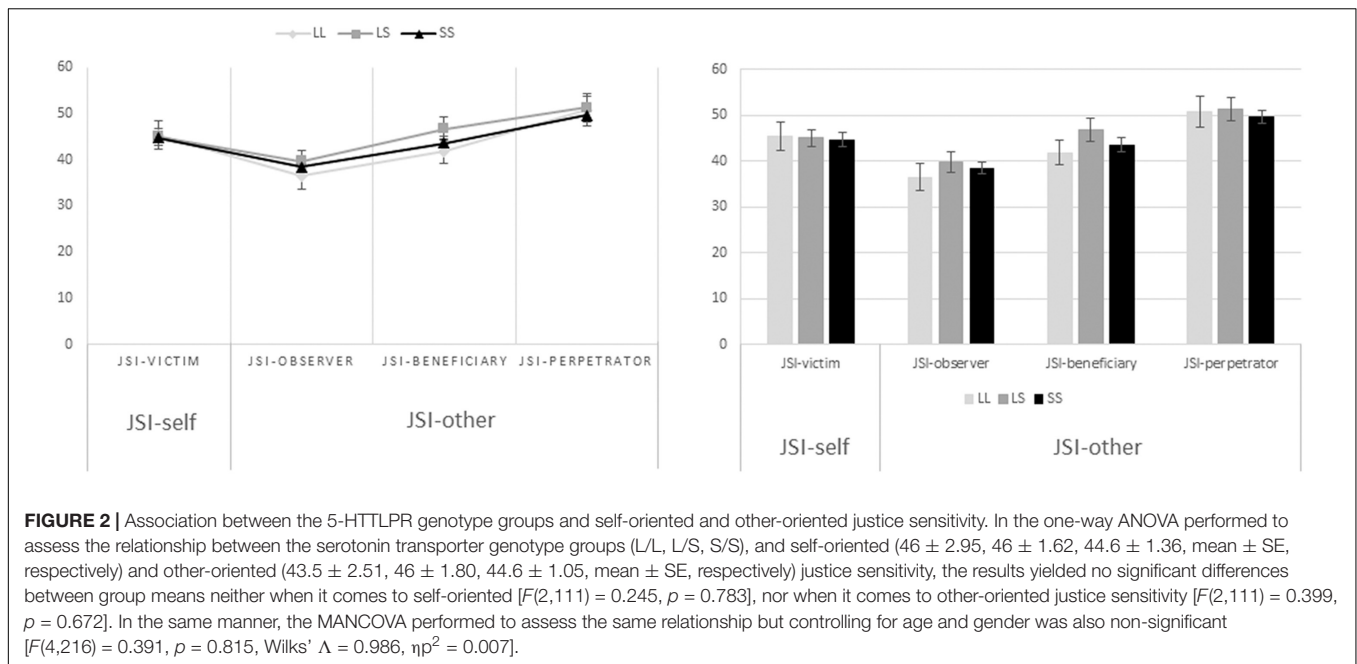 LL LS SS
60
50
40
30
20
10
0
JSI-VICTIM JSI-OBSERVER JSI-BENEFICIARY JSI-PERPETRATOR
JSI-self JSI-other
60
50
40
30
20
10
0
JSI-victim JSI-observer JSI-beneficiary JSI-perpetrator
LL LS SS
JSI-self JSI-other
FIGURE 2 | Association between the 5-HTTLPR genotype groups and self-oriented and other-oriented justice sensitivity. In the one-way ANOVA performed to
assess the relationship between the serotonin transporter genotype groups (L/L, L/S, S/S), and self-oriented (46 ± 2.95, 46 ± 1.62, 44.6 ± 1.36, mean ± SE,
respectively) and other-oriented (43.5 ± 2.51, 46 ± 1.80, 44.6 ± 1.05, mean ± SE, respectively) justice sensitivity, the results yielded no significant differences
between group means neither when it comes to self-oriented [F(2,111) = 0.245, p = 0.783], nor when it comes to other-oriented justice sensitivity [F(2,111) = 0.399,
p = 0.672]. In the same manner, the MANCOVA performed to assess the same relationship but controlling for age and gender was also non-significant
[F(4,216) = 0.391, p = 0.815, Wilks' Λ = 0.986, ηp² = 0.007].